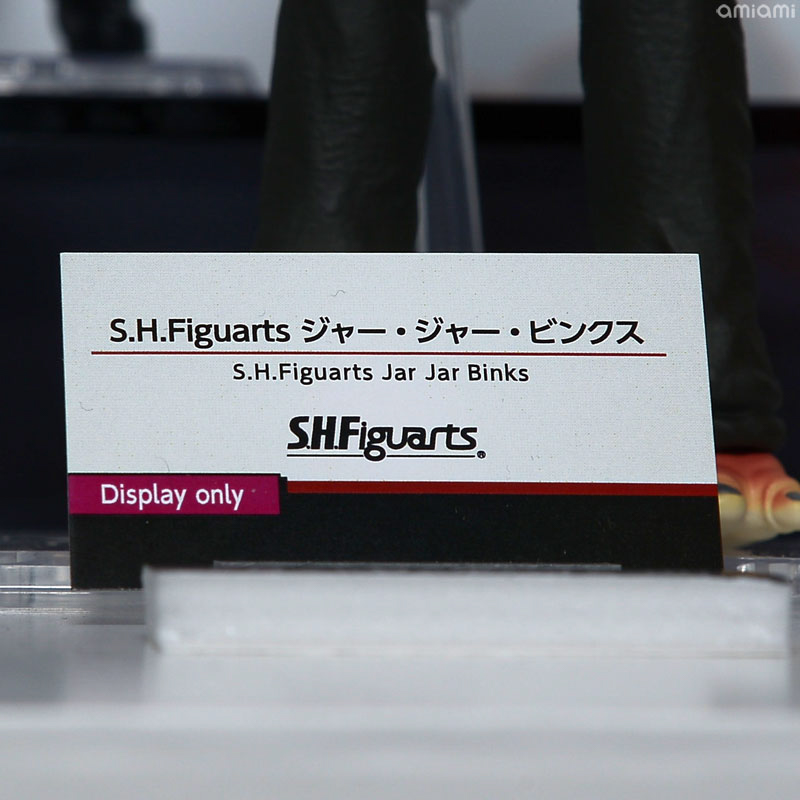 amiami
S.H.Figuarts ジャー・ジャー・ビンクス
S.H.Figuarts Jar Jar Binks
S.H.Figuarts®
Display only